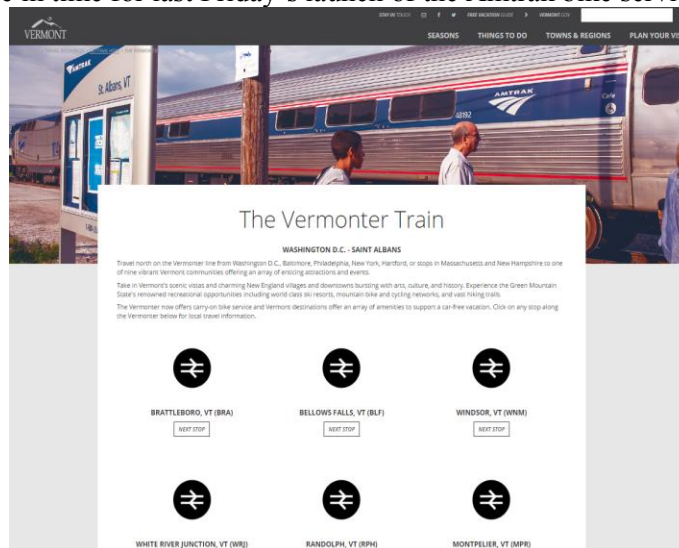 e in time for last Friday's launch of the Amtrak bike servi
STAY IN TOUCH FREE VACATION GUIDE VERMONT.GOV
VERMONT
SEASONS THINGS TO DO TOWNS & REGIONS PLAN YOUR VIS
AMTRAK
St. Albans, VT
AMTRAK
Cafe
48192
The Vermonter Train
WASHINGTON D.C. - SAINT ALBANS
Travel north on the Vermonter line from Washington D.C., Baltimore, Philadelphia, New York, Hartford, or stops in Massachusetts and New Hampshire to one
of nine vibrant Vermont communities offering an array of enticing attractions and events.
Take in Vermont's scenic vistas and charming New England villages and downtowns bursting with arts, culture, and history. Experience the Green Mountain
State's renowned recreational opportunities including world class ski resorts, mountain bike and cycling networks, and vast hiking trails.
The Vermonter now offers carry-on bike service and Vermont destinations offer an array of amenities to support a car-free vacation. Click on any stop along
the Vermonter below for local travel information.
BRATTLEBORO, VT (BRA) BELLOWS FALLS, VT (BLF) WINDSOR, VT (WNM)
NEXT STOP NEXT STOP NEXT STOP
WHITE RIVER JUNCTION, VT (WRJ) RANDOLPH, VT (RPH) MONTPELIER, VT (MPR)